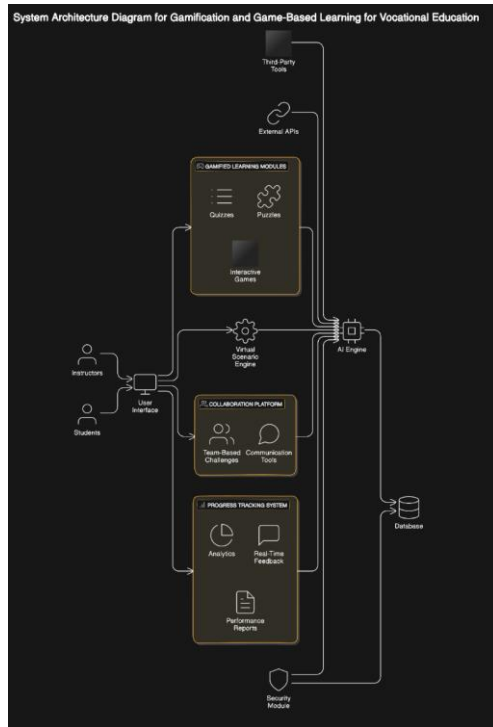 System Architecture Diagram for Gamification and Game-Based Learning for Vocational Education
Third-Party
Tools
External APIs
GAMIFIED LEARNING MODULES
Quizzes
Puzzles
Interactive
Games
Virtual
Scenario
Engine
AI Engine
Instructors
User
Interface
Students
COLLABORATION PLATFORM
Team-Based
Challenges
Communication
Tools
PROGRESS TRACKING SYSTEM
Analytics
Real-Time
Feedback
Performance
Reports
Database
Security
Module